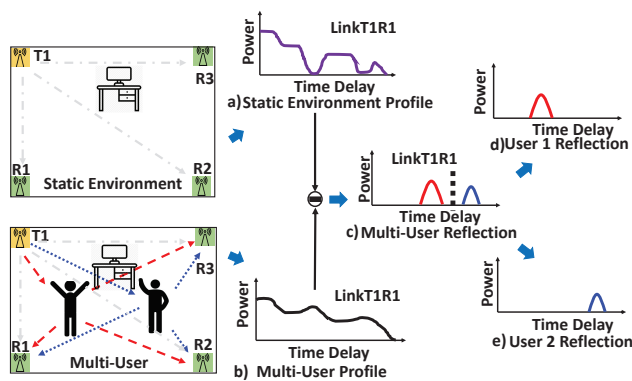 T1
R3
R1
R2
Static Environment
T1
R3
R1
R2
Multi-User
Power
LinkT1R1
Time Delay
a) Static Environment Profile
Power
LinkT1R1
Time Delay
b) Multi-User Profile
LinkT1R1
Power
Time Delay
c) Multi-User Reflection
Power
Time Delay
d)User 1 Reflection
Power
Time Delay
e) User 2 Reflection